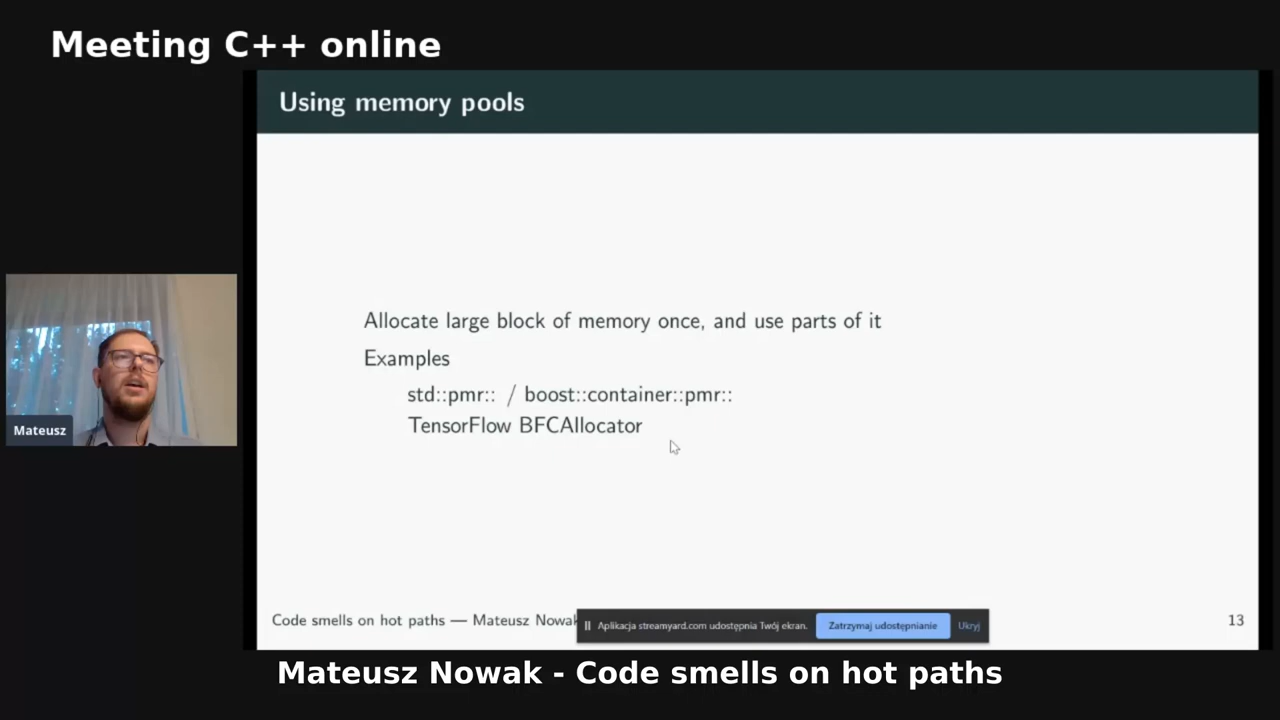 Meeting C++ online
Using memory pools
Allocate large block of memory once, and use parts of it
Examples
std::pmr:: / boost::container::pmr::
TensorFlow BFCAllocator
Mateusz
Code smells on hot paths — Mateusz Nowak
Aplikacja streamyard.com udostępnia Twój ekran.
Zatrzymaj udostępnianie
Ukryj
13
Mateusz Nowak - Code smells on hot paths